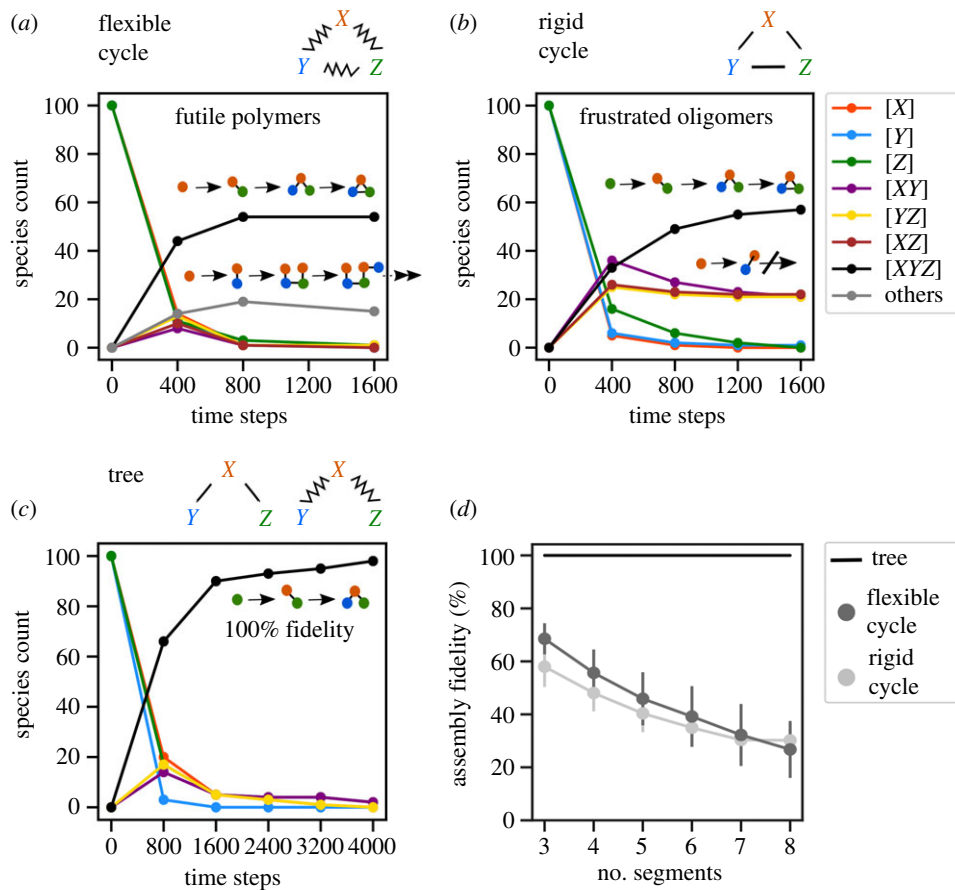 (a) flexible cycle
X
Y Z
futile polymers
species count
100
80
60
40
20
0
0 400 800 1200 1600
time steps
(b) rigid cycle
X
Y Z
frustrated oligomers
species count
100
80
60
40
20
0
0 400 800 1200 1600
time steps
[X]
[Y]
[Z]
[XY]
[YZ]
[XZ]
[XYZ]
others
(c) tree
X X
Y Z Y Z
100% fidelity
species count
100
80
60
40
20
0
0 800 1600 2400 3200 4000
time steps
(d)
assembly fidelity (%)
100
80
60
40
20
0
3 4 5 6 7 8
no. segments
tree
flexible
cycle
rigid
cycle